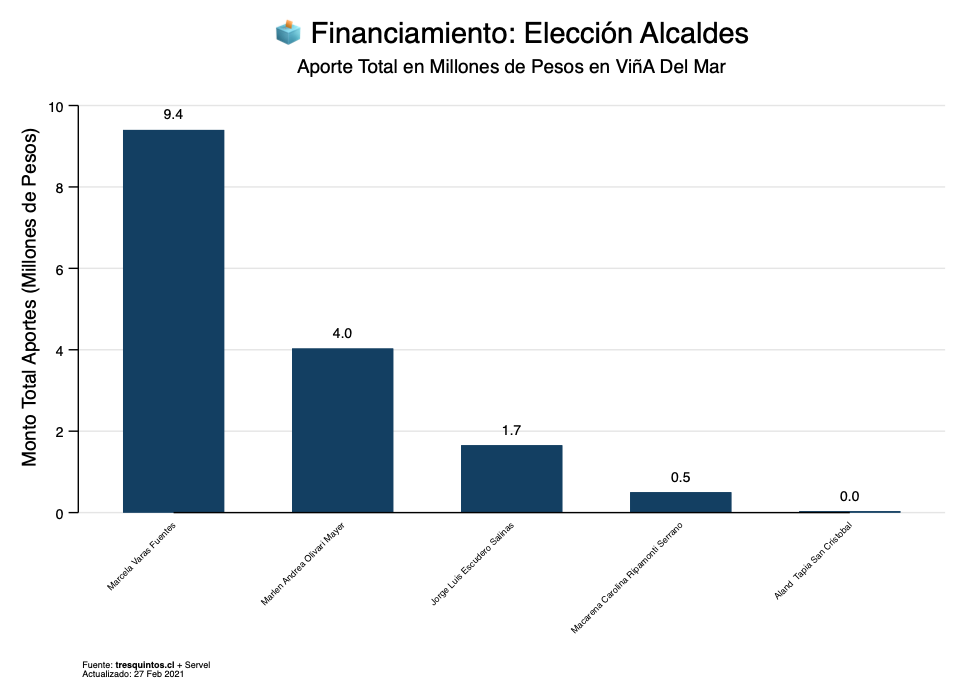 Financiamiento: Elección Alcaldes
Aporte Total en Millones de Pesos en ViñA Del Mar
Monto Total Aportes (Millones de Pesos)
10
8
6
4
2
0
9.4
4.0
1.7
0.5
0.0
Marcela Varas Fuentes
Marlen Andrea Olivari Mayer
Jorge Luis Escudero Salinas
Macarena Carolina Ripamonti Serrano
Aland Tapia San Cristobal
Fuente: tresquintos.cl + Servel
Actualizado: 27 Feb 2021